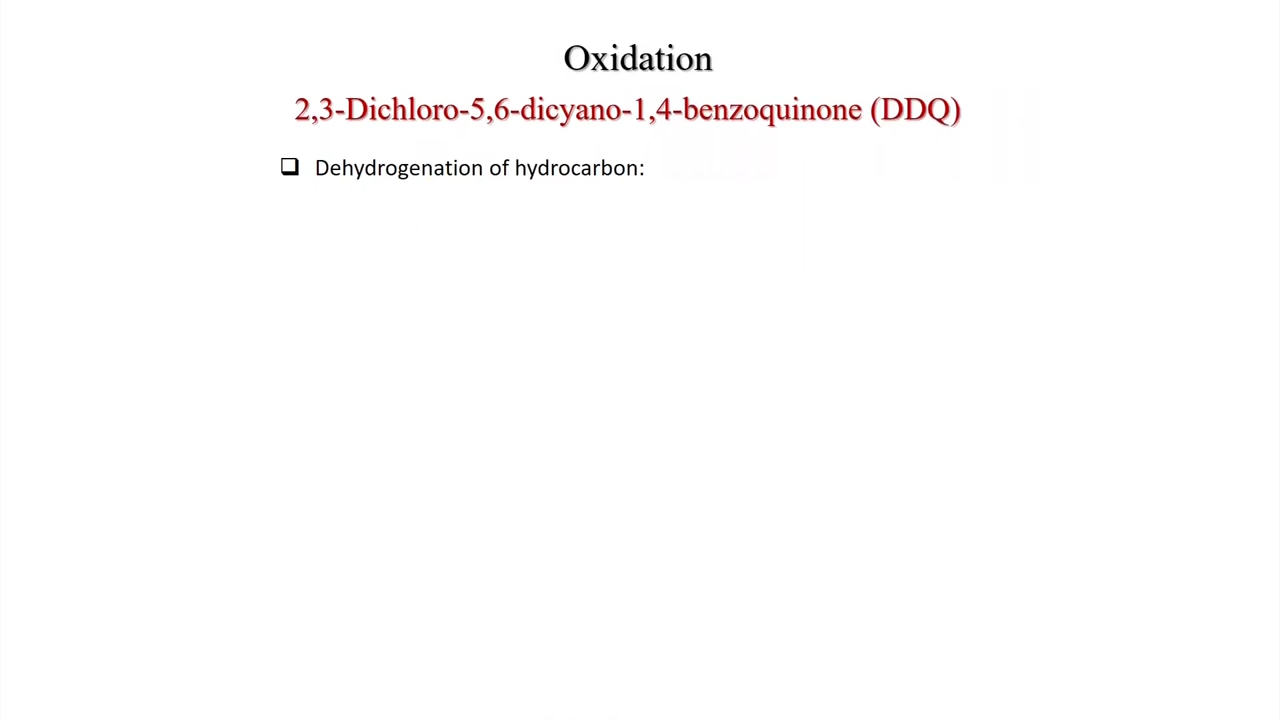 Oxidation
2,3-Dichloro-5,6-dicyano-1,4-benzoquinone (DDQ)
❑ Dehydrogenation of hydrocarbon: